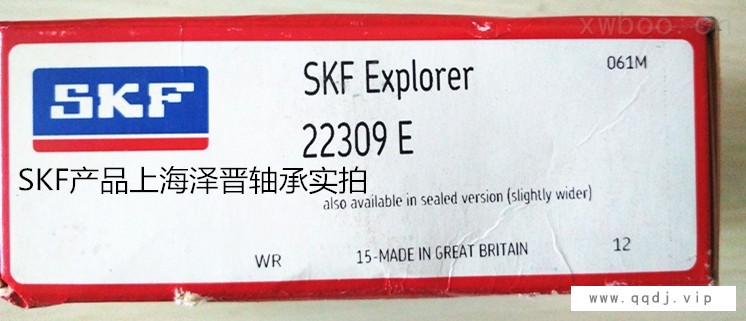 xwboo.cn
SKF Explorer
061M
SKF
22309 E
SKF产品上海泽晋轴承实拍
also available in sealed version (slightly wider)
WR
15-MADE IN GREAT BRITAIN
12
www.qqdj.vip